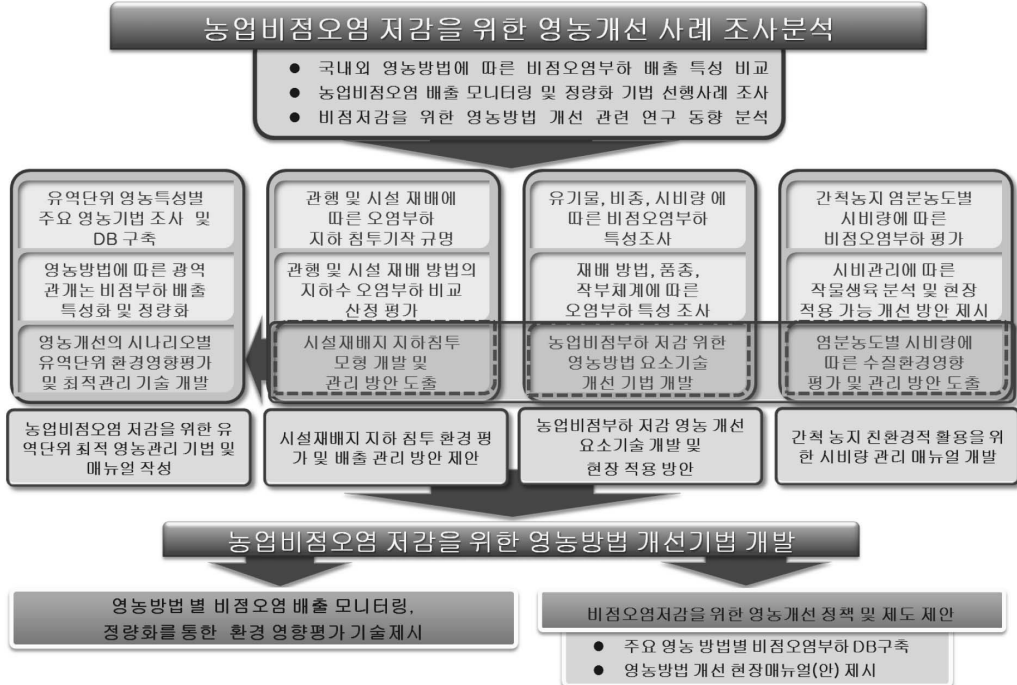 농업비점오염 저감을 위한 영농개선 사례 조사분석
● 국내외 영농방법에 따른 비점오염부하 배출 특성 비교
● 농업비점오염 배출 모니터링 및 정량화 기법 선행사례 조사
● 비점저감을 위한 영농방법 개선 관련 연구 동향 분석
유역단위 영농특성별
주요 영농기법 조사 및
DB 구축
영농방법에 따른 광역
관개논 비점부하 배출
특성화 및 정량화
영농개선의 시나리오별
유역단위 환경영향평가
및 최적관리 기술 개발
농업비점오염 저감을 위한 유
역단위 최적 영농관리 기법 및
매뉴얼 작성
관행 및 시설 재배에
따른 오염부하
지하 침투기작 규명
관행 및 시설 재배 방법의
지하수 오염부하 비교
산정 평가
시설재배지 지하침투
모형 개발 및
관리 방안 도출
시설재배지 지하 침투 환경 평
가 및 배출 관리 방안 제안
유기물, 비종, 시비량 에
따른 비점오염부하
특성조사
재배 방법, 품종,
작부체계에 따른
오염부하 특성 조사
농업비점부하 저감 위한
영농방법 요소기술
개선 기법 개발
농업비점부하 저감 영농 개선
요소기술 개발 및
현장 적용 방안
간척농지 염분농도별
시비량에 따른
비점오염부하 평가
시비관리에 따른
작물생육 분석 및 현장
적용 가능 개선 방안 제시
염분농도별 시비량에
따른 수질환경영향
평가 및 관리 방안 도출
간척 농지 친환경적 활용을 위
한 시비량 관리 매뉴얼 개발
농업비점오염 저감을 위한 영농방법 개선기법 개발
영농방법 별 비점오염 배출 모니터링,
정량화를 통한 환경 영향평가 기술제시
비점오염저감을 위한 영농개선 정책 및 제도 제안
● 주요 영농 방법별 비점오염부하 DB구축
● 영농방법 개선 현장매뉴얼(안) 제시